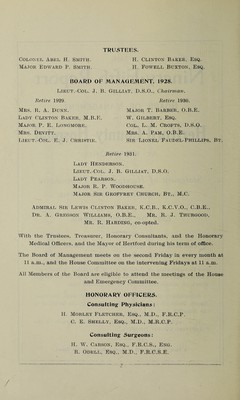 TRUSTEES.
COLONEL ABEL H. SMITH. H. CLINTON BAKER, ESQ.
MAJOR EDWARD P. SMITH. H. FOWELL BUXTON, ESQ.
BOARD OF MANAGEMENT, 1928.
LIEUT.-COL. J. B. GILLIAT, D.S.O., Chairman.
Retire 1929. Retire 1930.
MRS. R. A. DUNN. MAJOR T. BARBER, O.B.E.
LADY CLINTON BAKER, M.B.E. W. GILBERT, ESQ.
MAJOR P. E. LONGMORE. COL. L. M. CROFTS, D.S.O.
MRS. DEVITT. MRS. A. PAM, O.B.E.
LIEUT.-COL. E. J. CHRISTIE. SIR LIONEL FAUDEL-PHILLIPS, BT.
Retire 1931.
LADY HENDERSON.
LIEUT. COL. J. B. GILLIAT, D.S.O.
LADY PEARSON.
MAJOR R. P. WOODHOUSE.
MAJOR SIR GEOFFREY CHURCH, BT., M.C.
ADMIRAL SIR LEWIS CLINTON BAKER, K.C.B., K.C.V.O., C.B.E.,
DR. A. GREGSON WILLIAMS, O.B.E., MR. B. J. THURGOOD,
MR. R. HARDING, co-opted.
With the Trustees, Treasurer, Honorary Consultants, and the Honorary
Medical Officers, and the Mayor of Hertford during his term of office.
The Board of Management meets on the second Friday in every month at
11 a.m., and the House Committee on the intervening Fridays at 11 a.m.
All Members of the Board are eligible to attend the meetings of the House
and Emergency Committee.
HONORARY OFFICERS.
Consulting Physicians:
H. MORLEY FLETCHER, ESQ., M.D., F.R.C.P.
C. E. SHELLY, ESQ., M.D., M.R.C.P.
Consulting Surgeons:
H. W. CARSON, ESQ., F.R.C.S., ENG.
R. ODELL, ESQ., M.D., F.R.C.S.E.
2